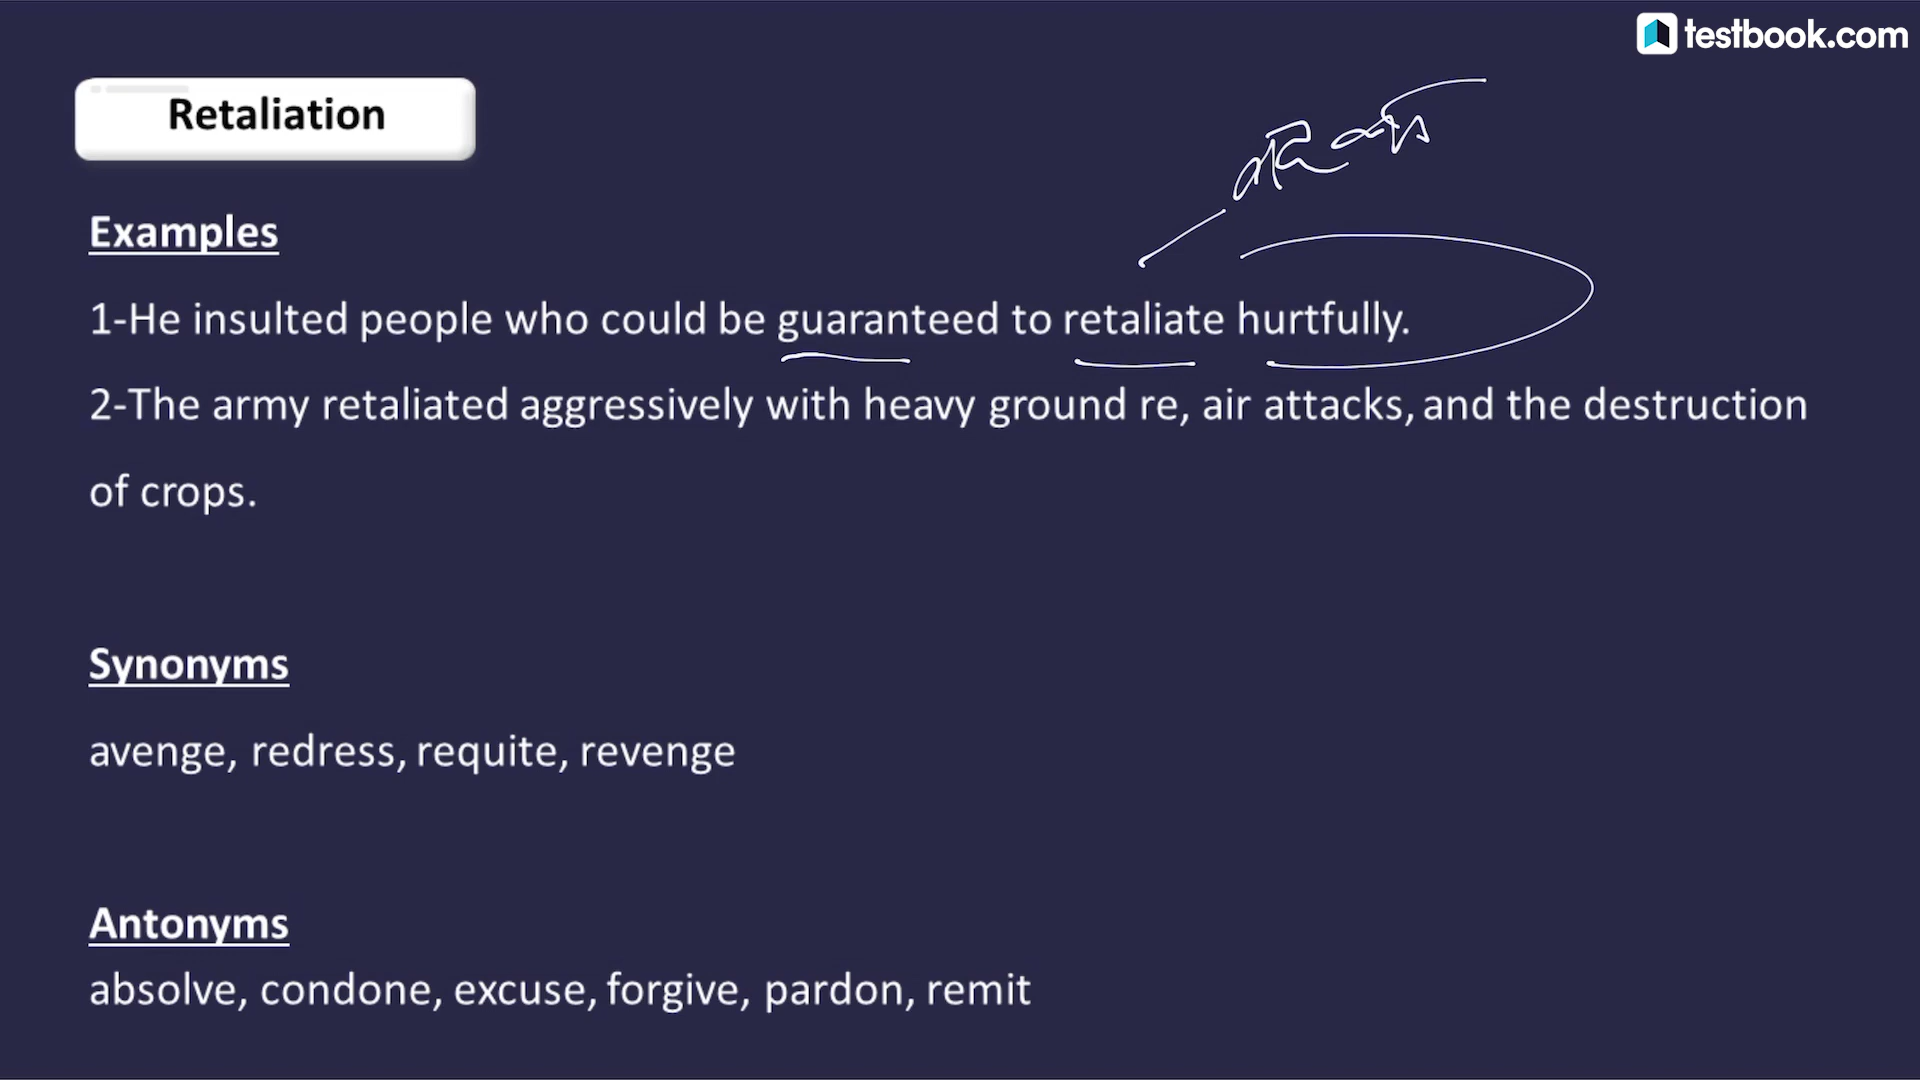 testbook.com
Retaliation
Examples
1-He insulted people who could be guaranteed to retaliate hurtfully.
2-The army retaliated aggressively with heavy ground re, air attacks, and the destruction
of crops.
Synonyms
avenge, redress, requite, revenge
Antonyms
absolve, condone, excuse, forgive, pardon, remit